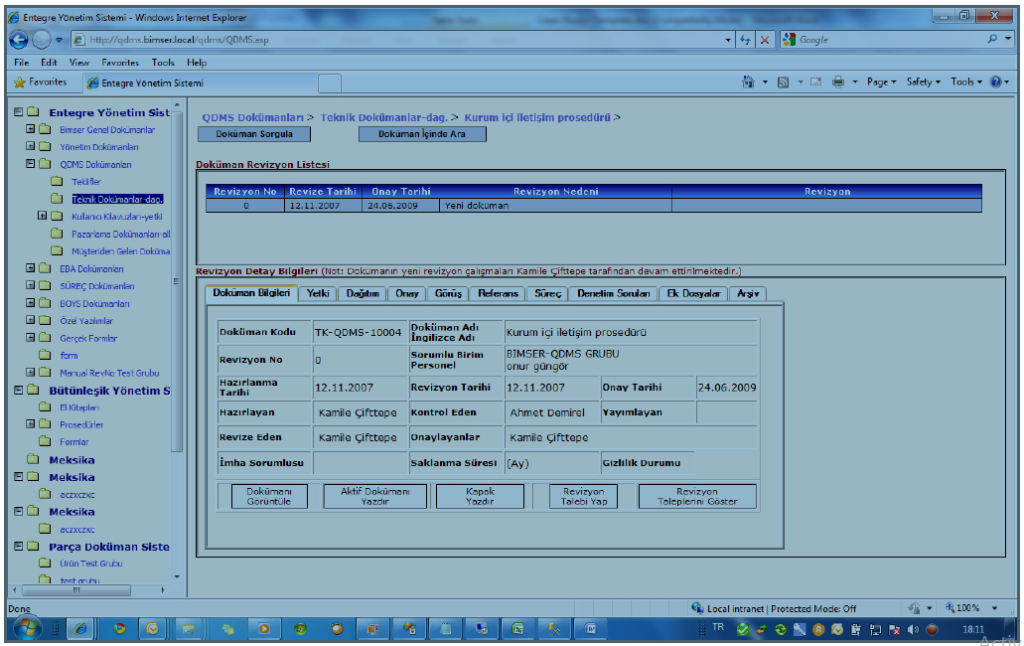 Entegre Yönetim Sistemi - Windows Internet Explorer
http://qdms.bimser.local/qdms/QDMS.asp
Google
File Edit View Favorites Tools Help
Favorites Entegre Yönetim Sistemi
Page Safety Tools
Entegre Yönetim Sist
Bimser Genel Dokümanlar
Yönetim Dokümanları
QDMS Dokümanları
Teklifler
Teknik Dokümanlar-dag.
Kullanıcı Kılavuzları-yetki
Pazarlama Dokümanları-alt
Müşteriden Gelen Doküma
EBA Dokümanları
SÜREÇ Dokümanları
BOYS Dokümanları
Özel Yazılımlar
Gerçek Formlar
form
Manual RevNo Test Grubu
Bütünleşik Yönetim S
El Kitapları
Prosedürler
Formlar
Meksika
Meksika
aczxczxc
Meksika
aczxczxc
Parça Doküman Siste
Ürün Test Grubu
test grubu
QDMS Dokümanları > Teknik Dokümanlar-dag. > Kurum içi iletişim prosedürü >
Doküman Sorgula Doküman İçinde Ara
Doküman Revizyon Listesi
Revizyon No Revize Tarihi Onay Tarihi Revizyon Nedeni Revizyon
0 12.11.2007 24.06.2009 Yeni doküman
Revizyon Detay Bilgileri (Not: Dokümanın yeni revizyon çalışmaları Kamile Çifttepe tarafından devam ettirilmektedir.)
Doküman Bilgileri Yetki Dağıtım Onay Görüş Referans Süreç Denetim Soruları Ek Dosyalar Arşiv
Doküman Kodu TK-QDMS-10004 Doküman Adı Kurum içi iletişim prosedürü
İngilizce Adı
Revizyon No 0 Sorumlu Birim BIMSER-QDMS GRUBU
Personel onur güngör
Hazırlanma Tarihi 12.11.2007 Revizyon Tarihi 12.11.2007 Onay Tarihi 24.06.2009
Hazırlayan Kamile Çifttepe Kontrol Eden Ahmet Demirel Yayımlayan
Revize Eden Kamile Çifttepe Onaylayanlar Kamile Çifttepe
İmha Sorumlusu Saklanma Süresi (Ay) Gizlilik Durumu
Dokümanı Görüntüle Aktif Dokümanı Yazdır Kapak Yazdır Revizyon Talebi Yap Revizyon Taleplerini Göster
Done Local intranet | Protected Mode: Off 100%
TR 18:11